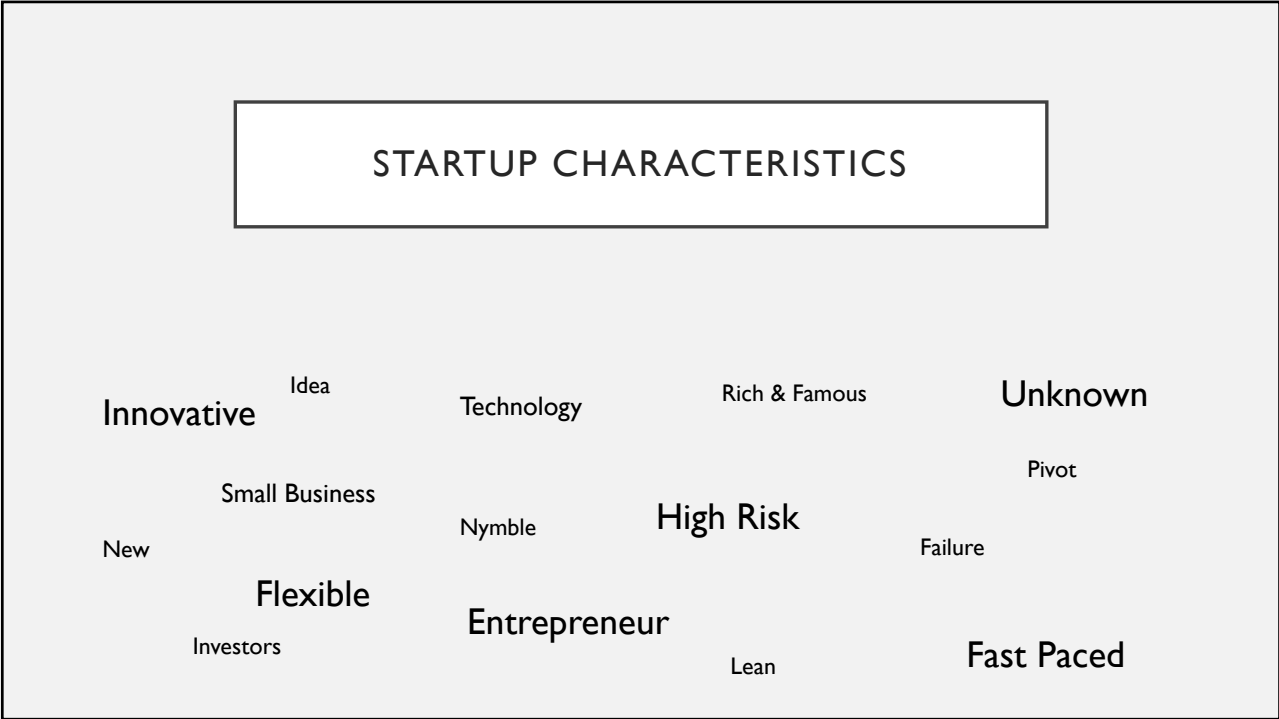 STARTUP CHARACTERISTICS
Idea
Innovative
Technology
Rich & Famous
Unknown
Pivot
Small Business
High Risk
Nymble
New
Failure
Flexible
Entrepreneur
Investors
Lean
Fast Paced